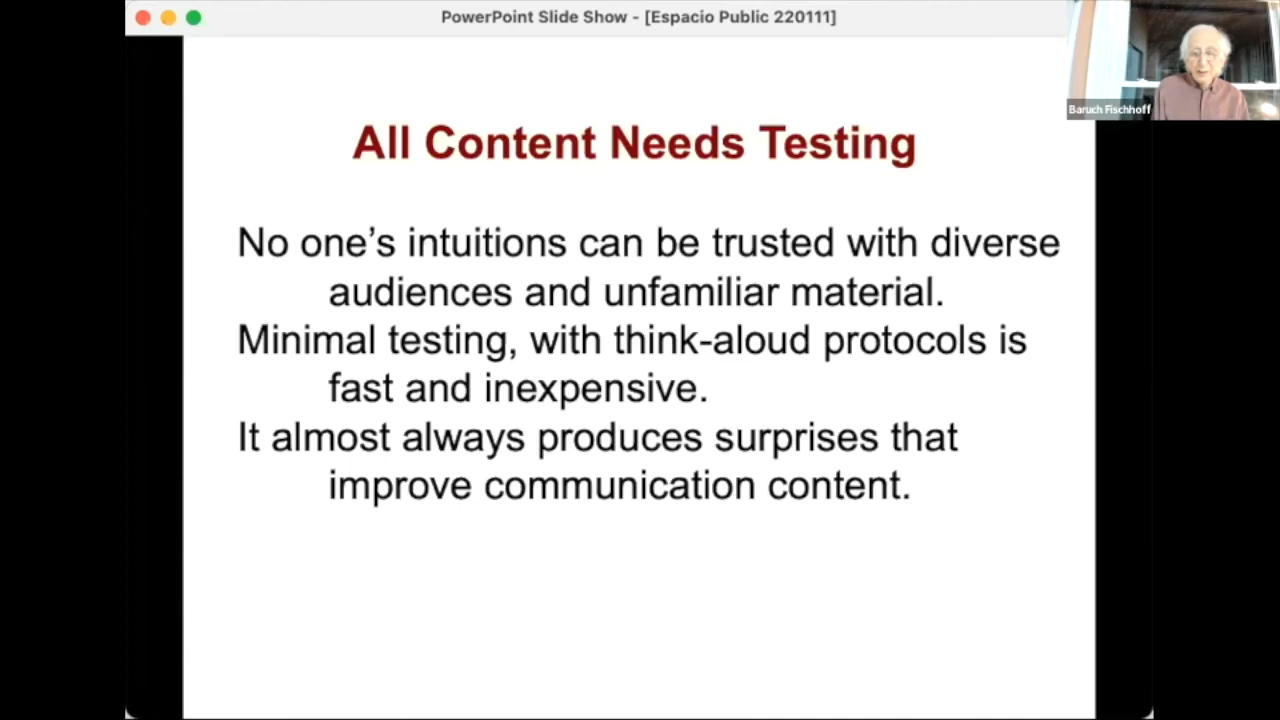 PowerPoint Slide Show - [Espacio Public 220111]
Baruch Fischhoff
All Content Needs Testing
No one’s intuitions can be trusted with diverse
audiences and unfamiliar material.
Minimal testing, with think-aloud protocols is
fast and inexpensive.
It almost always produces surprises that
improve communication content.